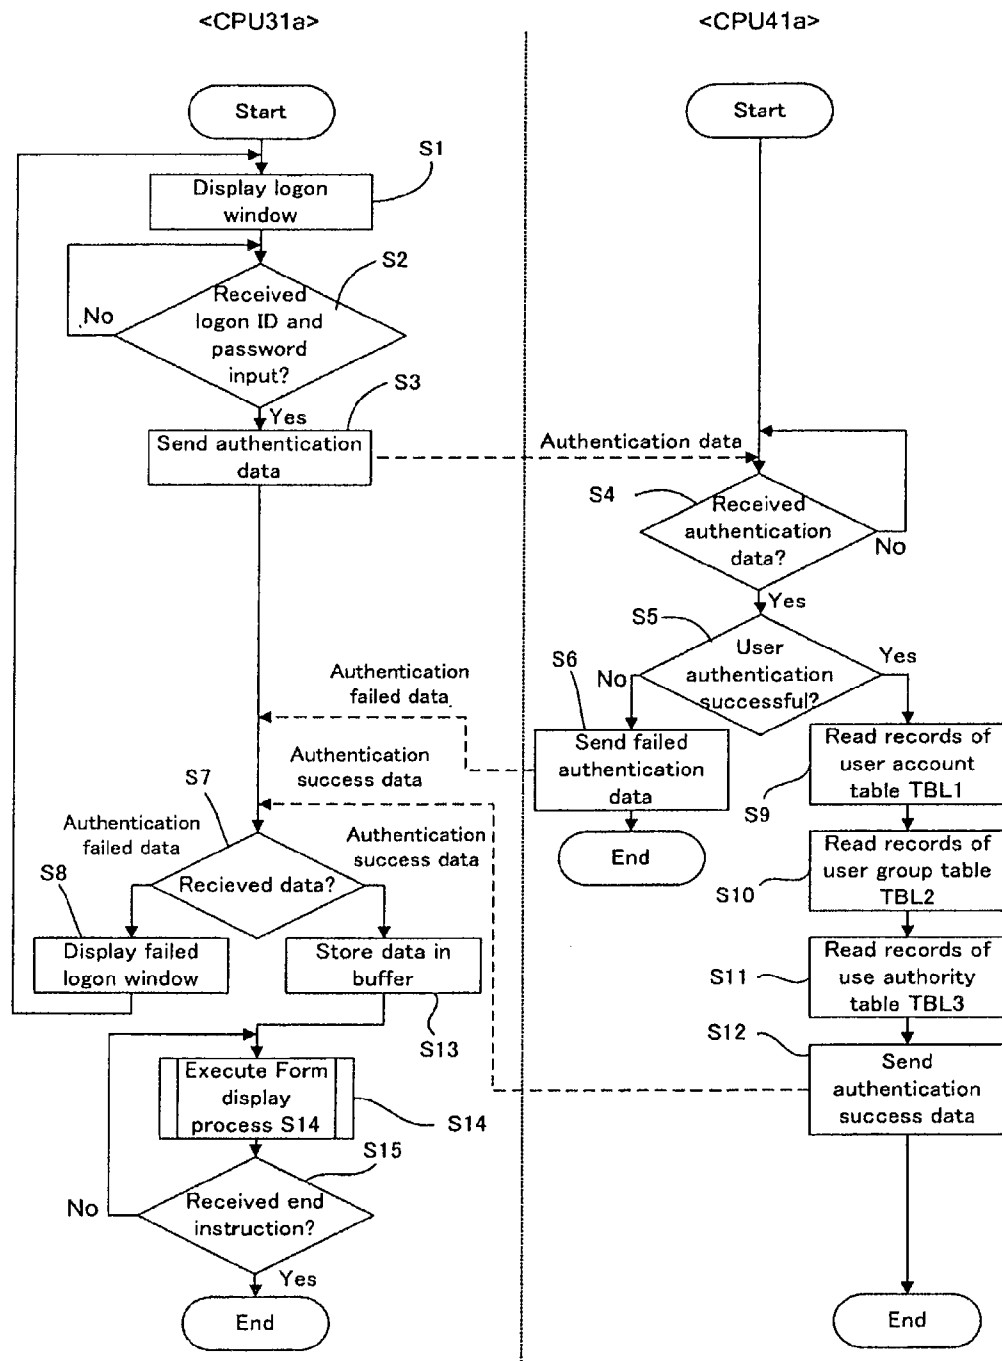 <CPU31a>
<CPU41a>
Start
Start
S1
Display logon
window
S2
Received
logon ID and
password
input?
No
Yes
S3
Send authentication
data
Authentication data
S4
Received
authentication
data?
No
Yes
S5
User
authentication
successful?
No
Yes
S6
Send failed
authentication
data
End
Authentication
failed data
Authentication
success data
S7
Authentication
failed data
Authentication
success data
Recieved data?
S8
Display failed
logon window
Store data in
buffer
S13
Read records of
user account
table TBL1
S9
Read records of
user group table
TBL2
S10
Read records of
use authority
table TBL3
S11
S12
Send
authentication
success data
Execute Form
display
process S14
S14
S15
Received end
instruction?
No
Yes
End
End